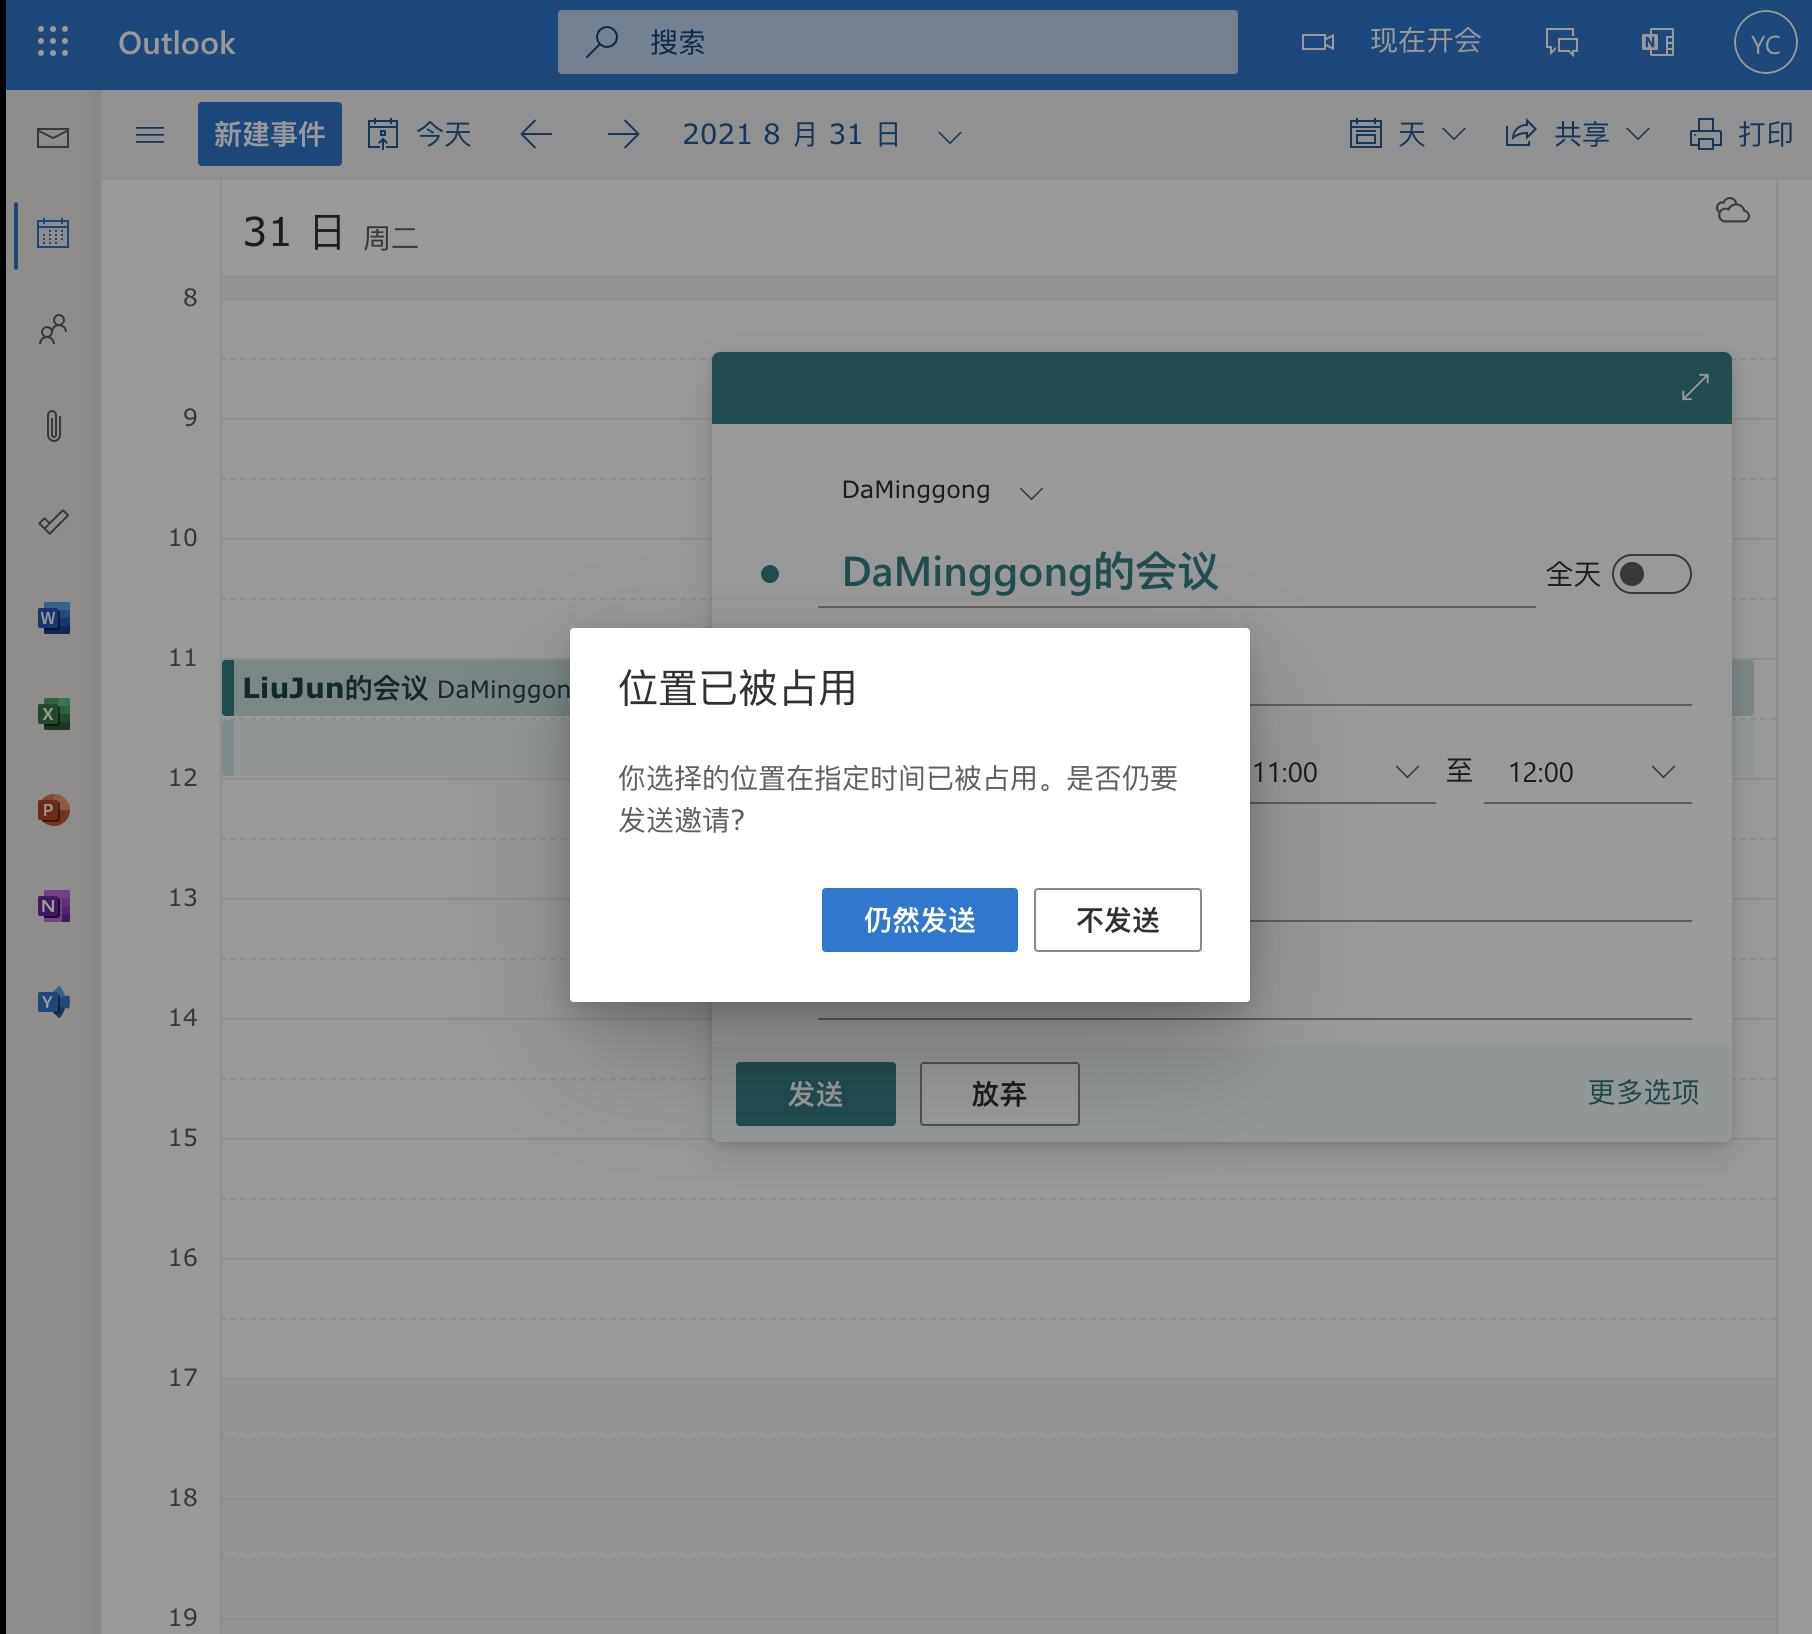 Outlook
搜索
现在开会
YC
新建事件
今天
2021 8 月 31 日
天
共享
打印
31 日 周二
8
9
10
11
12
13
14
15
16
17
18
19
DaMinggong
DaMinggong的会议
全天
LiuJun的会议 DaMinggon
11:00 至 12:00
位置已被占用
你选择的位置在指定时间已被占用。是否仍要
发送邀请?
仍然发送
不发送
发送
放弃
更多选项
W
X
P
N
Y
N